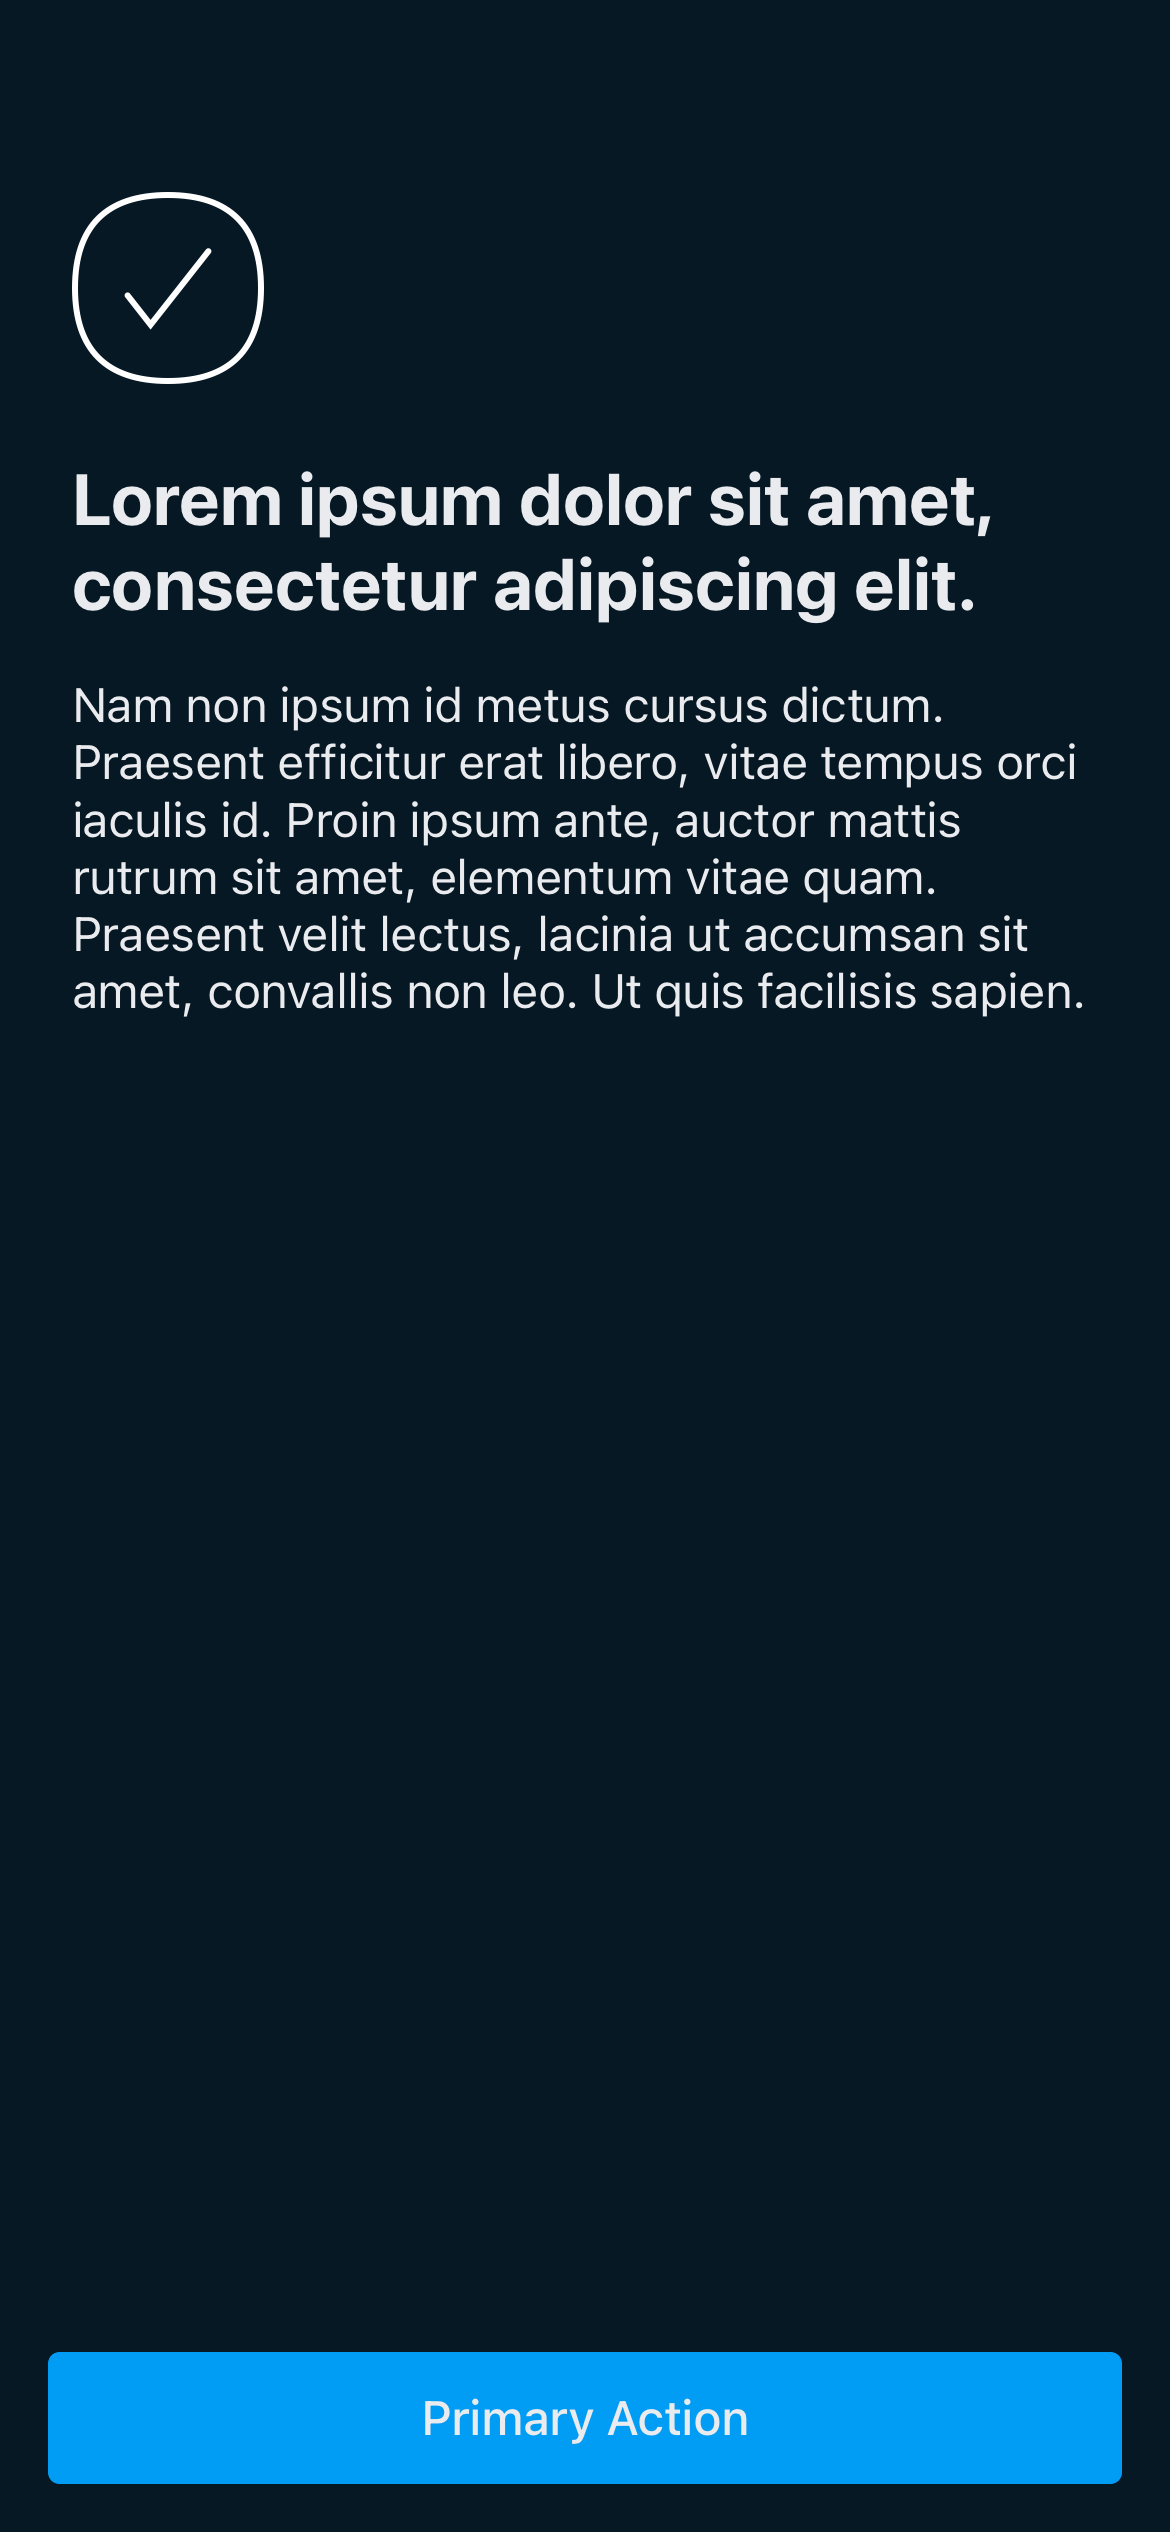 Lorem ipsum dolor sit amet,
consectetur adipiscing elit.
Nam non ipsum id metus cursus dictum.
Praesent efficitur erat libero, vitae tempus orci
iaculis id. Proin ipsum ante, auctor mattis
rutrum sit amet, elementum vitae quam.
Praesent velit lectus, lacinia ut accumsan sit
amet, convallis non leo. Ut quis facilisis sapien.
Primary Action